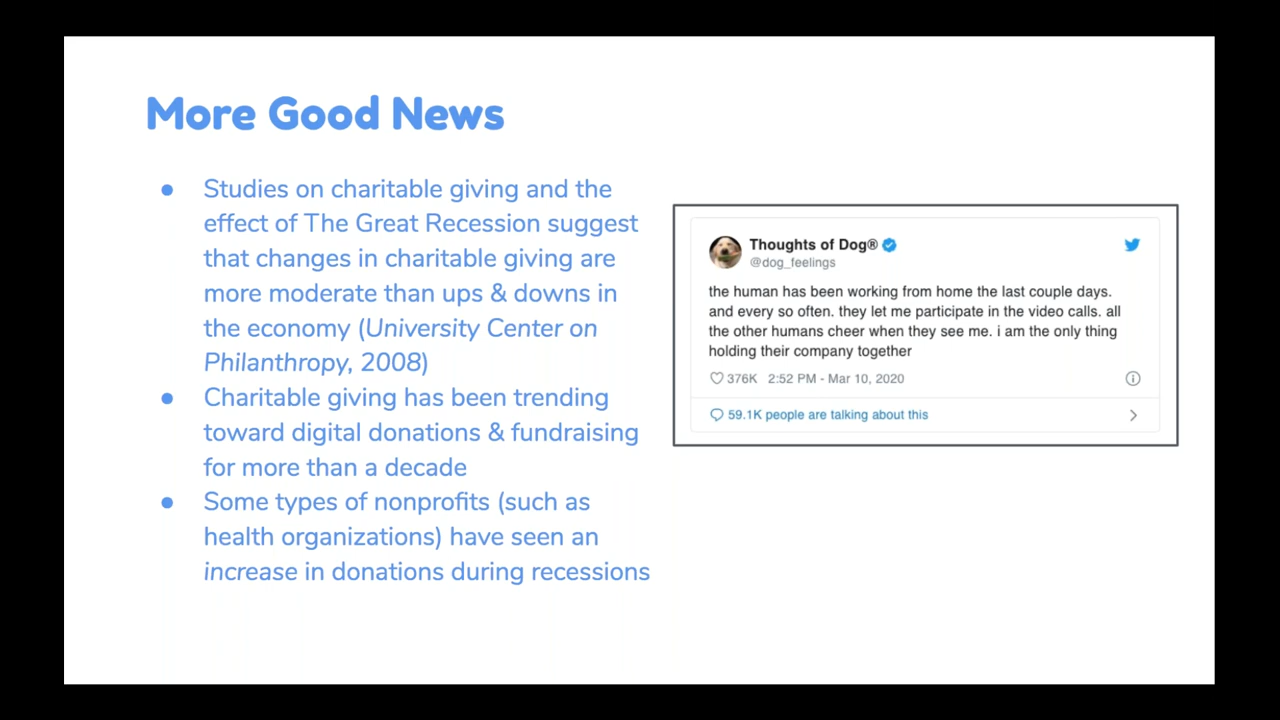 More Good News
● Studies on charitable giving and the
effect of The Great Recession suggest
that changes in charitable giving are
more moderate than ups & downs in
the economy (University Center on
Philanthropy, 2008)
● Charitable giving has been trending
toward digital donations & fundraising
for more than a decade
● Some types of nonprofits (such as
health organizations) have seen an
increase in donations during recessions
Thoughts of Dog®
@dog_feelings
the human has been working from home the last couple days.
and every so often. they let me participate in the video calls. all
the other humans cheer when they see me. i am the only thing
holding their company together
376K 2:52 PM - Mar 10, 2020
59.1K people are talking about this